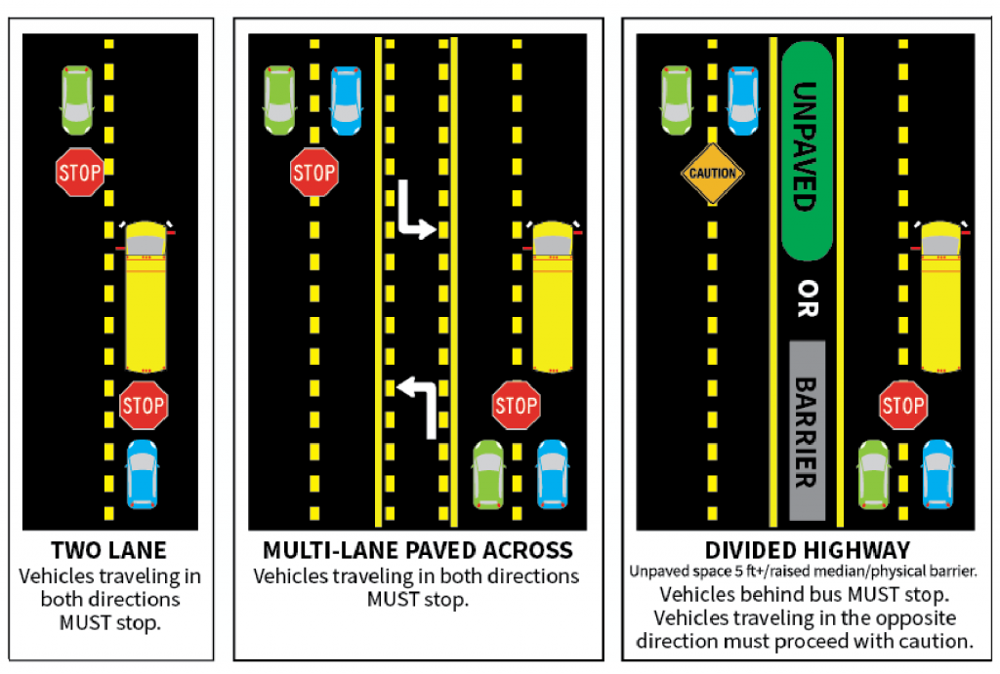 STOP
STOP
TWO LANE
Vehicles traveling in
both directions
MUST stop.
STOP
STOP
MULTI-LANE PAVED ACROSS
Vehicles traveling in both directions
MUST stop.
CAUTION
UNPAVED
OR
BARRIER
STOP
DIVIDED HIGHWAY
Unpaved space 5 ft+/raised median/physical barrier.
Vehicles behind bus MUST stop.
Vehicles traveling in the opposite
direction must proceed with caution.